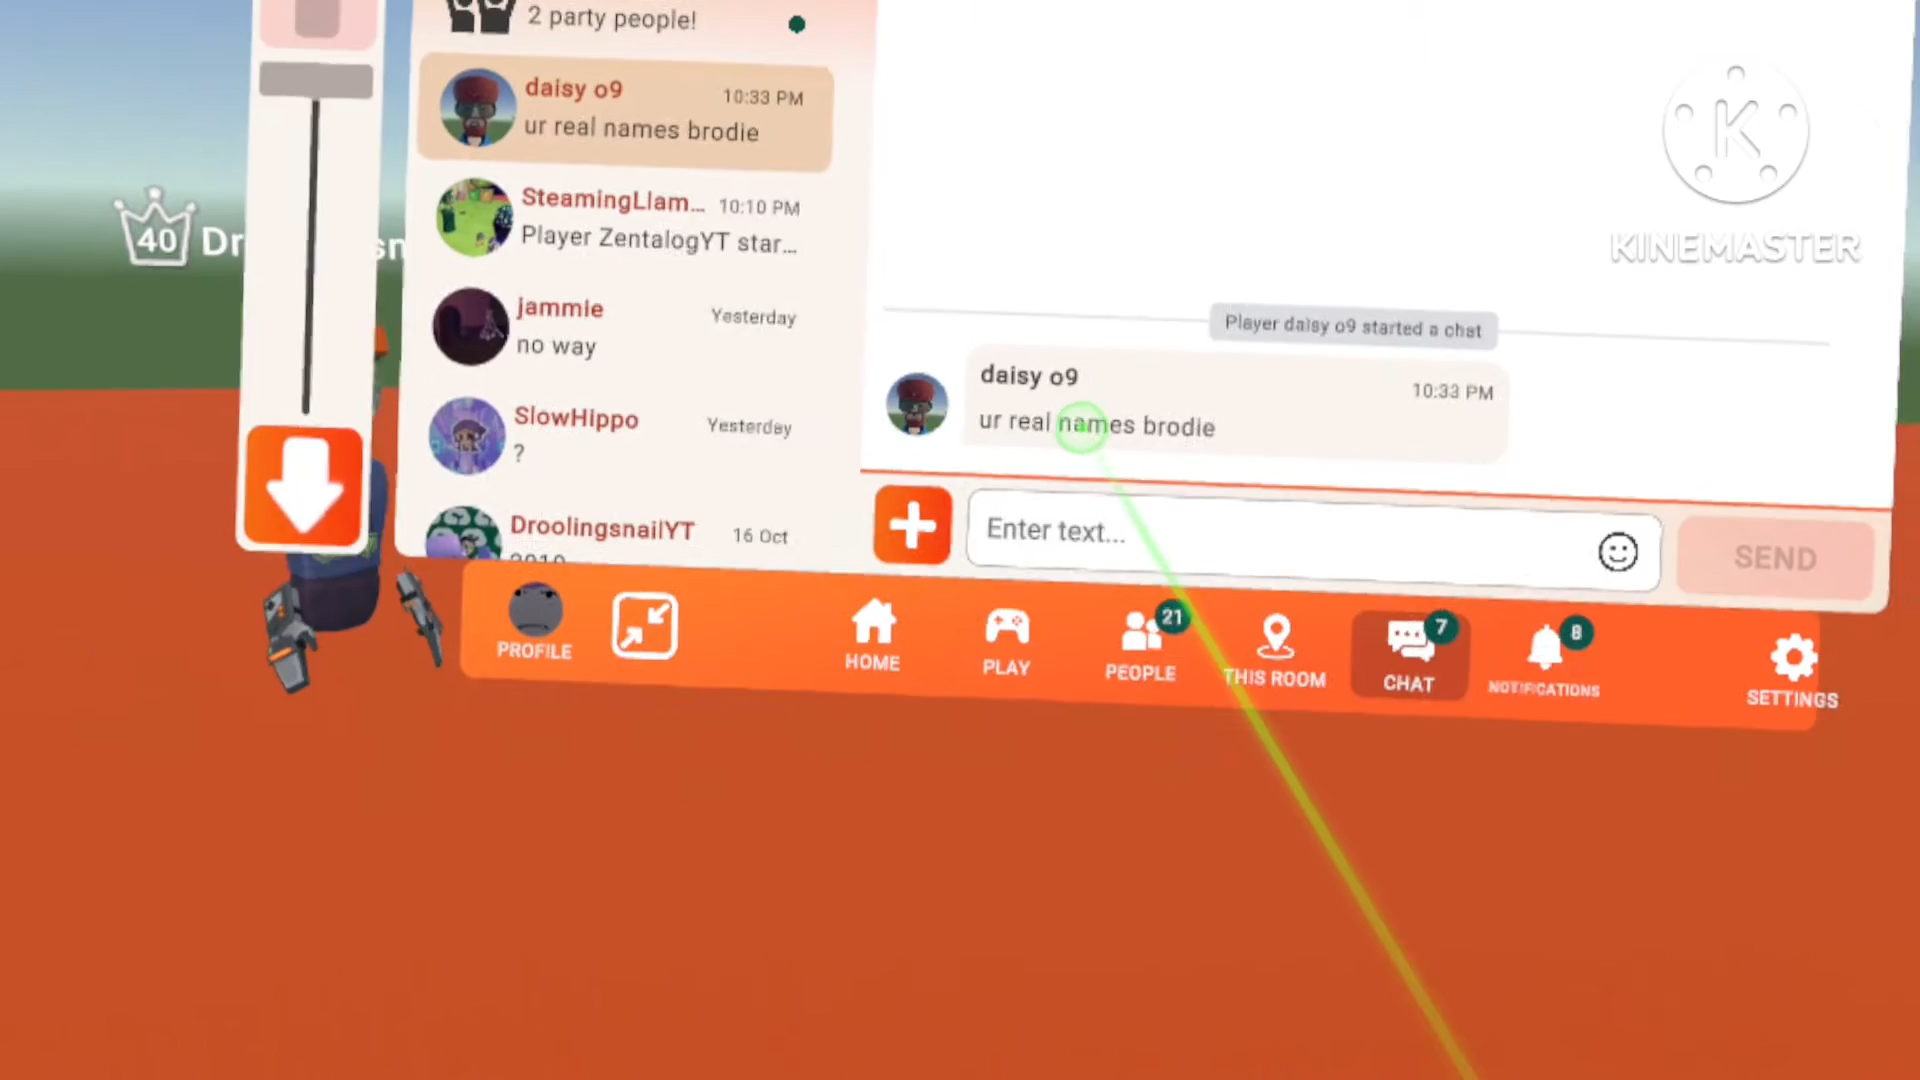 2 party people!
daisy o9
10:33 PM
ur real names brodie
SteamingLlam...
10:10 PM
Player ZentalogYT star...
jammie
Yesterday
no way
SlowHippo
Yesterday
?
DroolingsnailYT
16 Oct
40
Player daisy o9 started a chat
daisy o9
10:33 PM
ur real names brodie
Enter text...
SEND
PROFILE
HOME
PLAY
21
PEOPLE
THIS ROOM
7
CHAT
8
NOTIFICATIONS
SETTINGS
K
KINEMASTER